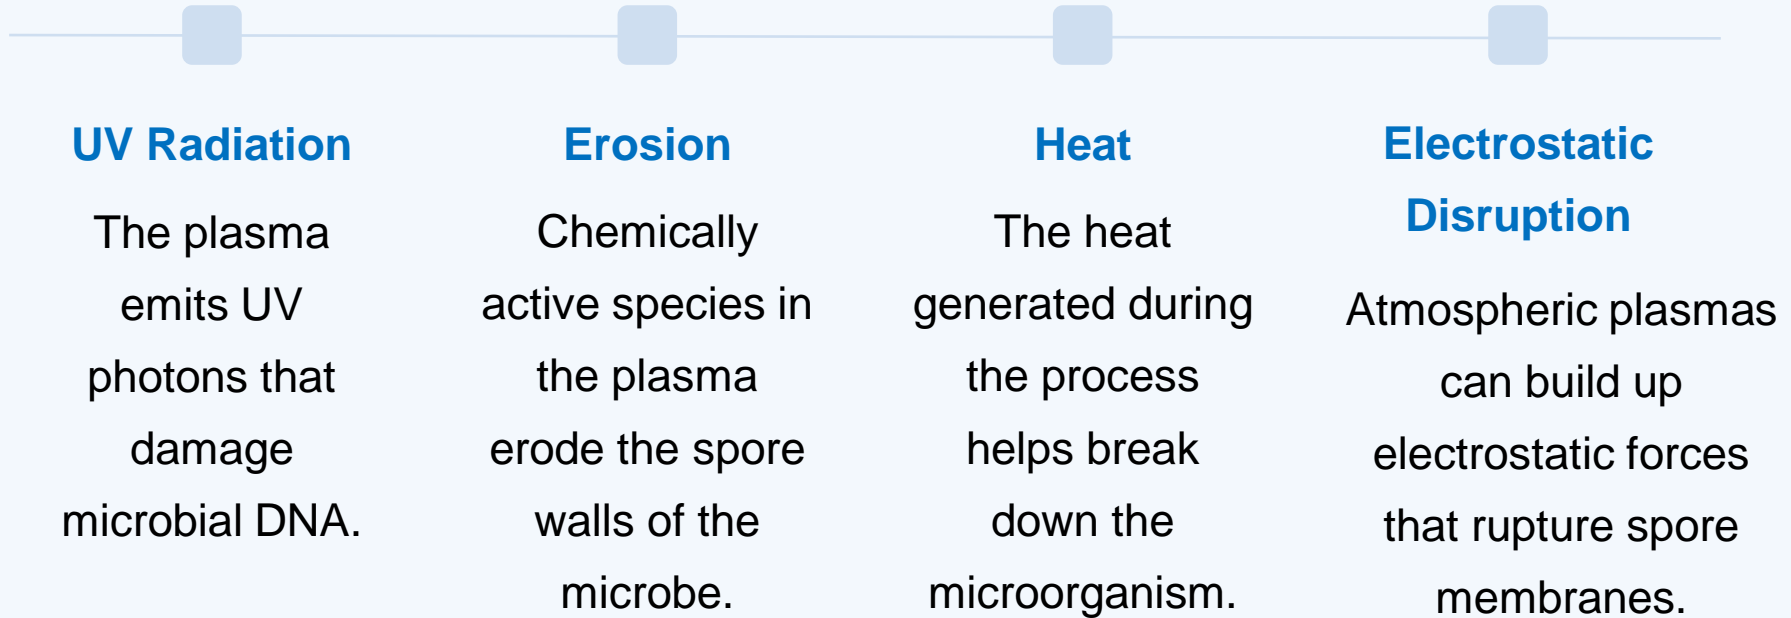 UV Radiation
The plasma
emits UV
photons that
damage
microbial DNA.
Erosion
Chemically
active species in
the plasma
erode the spore
walls of the
microbe.
Heat
The heat
generated during
the process
helps break
down the
microorganism.
Electrostatic
Disruption
Atmospheric plasmas
can build up
electrostatic forces
that rupture spore
membranes.